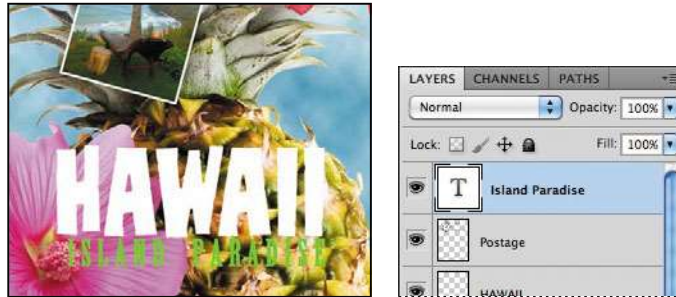 HAWAII
ISLAND PARADISE
LAYERS CHANNELS PATHS
Normal Opacity: 100%
Lock: Fill: 100%
T Island Paradise
Postage
HAWAII